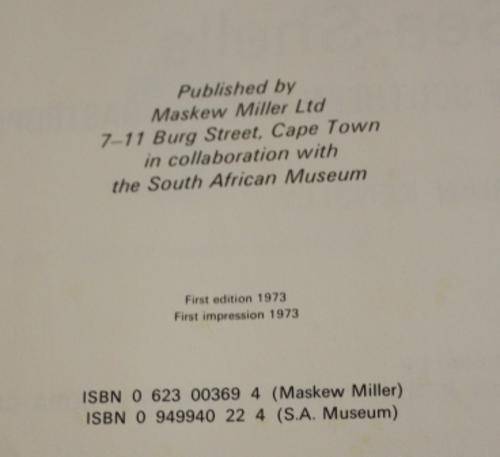 Published by
Maskew Miller Ltd
7–11 Burg Street, Cape Town
in collaboration with
the South African Museum
First edition 1973
First impression 1973
ISBN 0 623 00369 4 (Maskew Miller)
ISBN 0 949940 22 4 (S.A. Museum)